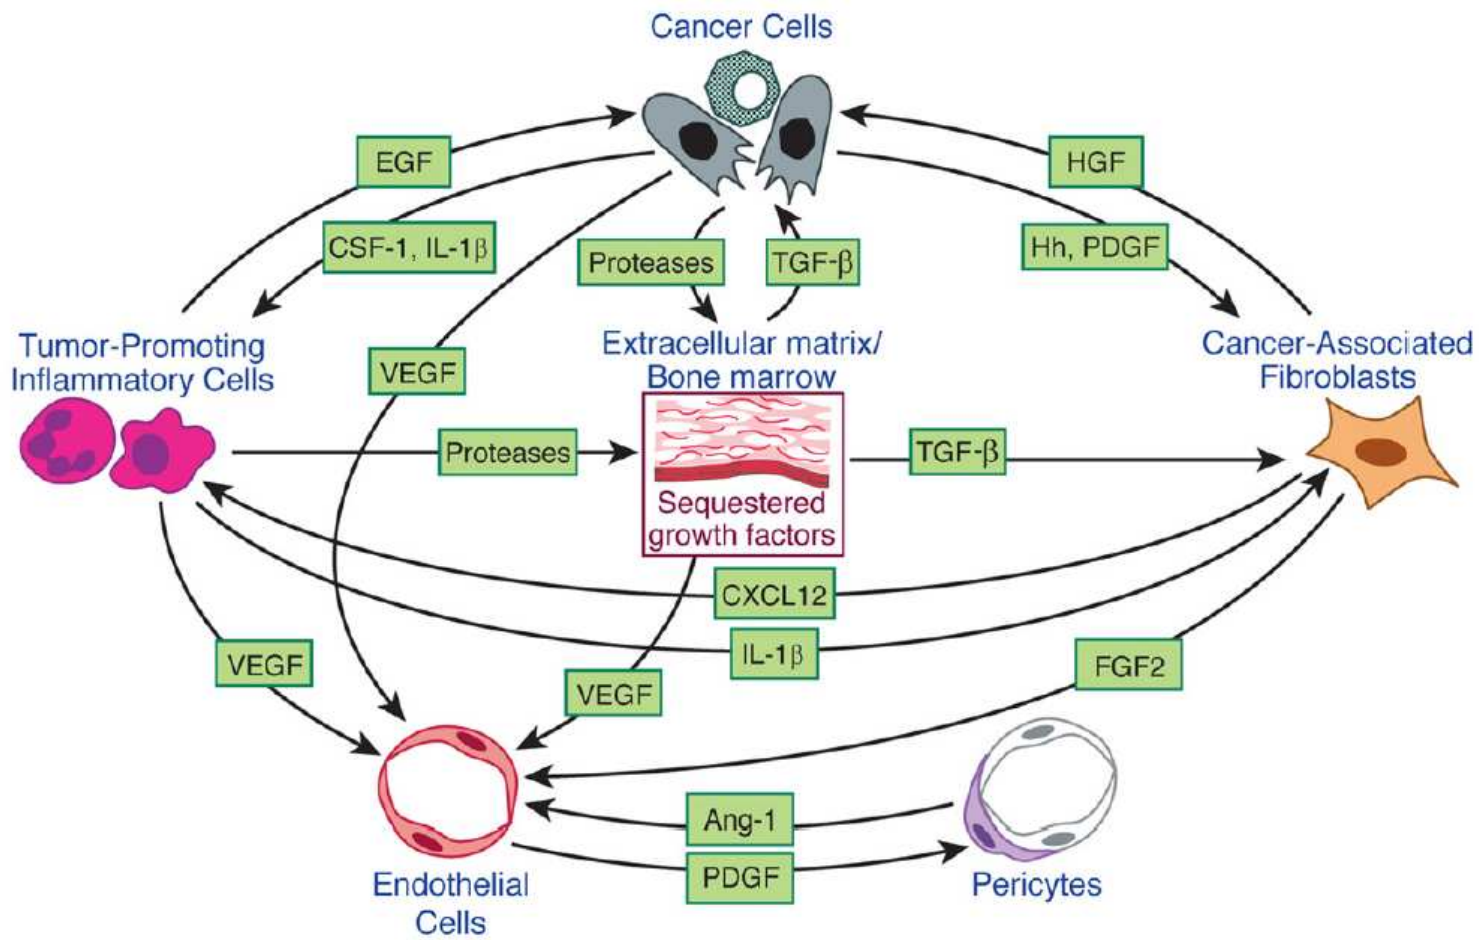 Cancer Cells
EGF
HGF
CSF-1, IL-1β
Proteases
TGF-β
Hh, PDGF
Tumor-Promoting
Inflammatory Cells
VEGF
Extracellular matrix/
Bone marrow
Cancer-Associated
Fibroblasts
Proteases
TGF-β
Sequestered
growth factors
CXCL12
IL-1β
VEGF
VEGF
FGF2
Ang-1
PDGF
Endothelial
Cells
Pericytes